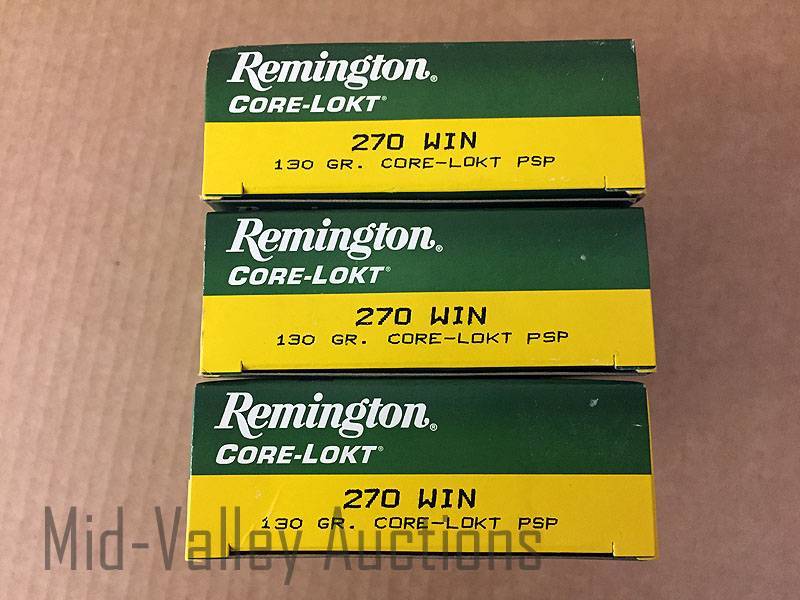 Remington®
CORE-LOKT®
270 WIN
130 GR. CORE-LOKT PSP
Remington®
CORE-LOKT®
270 WIN
130 GR. CORE-LOKT PSP
Remington®
CORE-LOKT®
270 WIN
130 GR. CORE-LOKT PSP
Mid-Valley Auctions